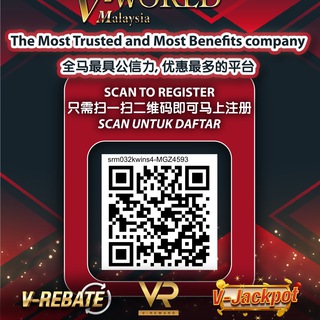 V-WORLD
Malaysia
The Most Trusted and Most Benefits company
全马最具公信力, 优惠最多的平台
SCAN TO REGISTER
只需扫一扫二维码即可马上注册
SCAN UNTUK DAFTAR
srm032kwins4-MGZ4593
V-REBATE
VR
V-REWARD
V-Jackpot